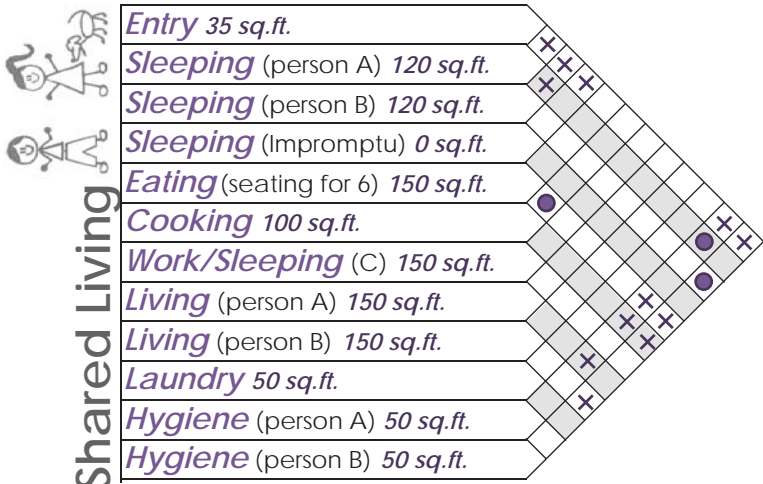 Shared Living
Entry 35 sq.ft.
Sleeping (person A) 120 sq.ft.
Sleeping (person B) 120 sq.ft.
Sleeping (Impromptu) 0 sq.ft.
Eating (seating for 6) 150 sq.ft.
Cooking 100 sq.ft.
Work/Sleeping (C) 150 sq.ft.
Living (person A) 150 sq.ft.
Living (person B) 150 sq.ft.
Laundry 50 sq.ft.
Hygiene (person A) 50 sq.ft.
Hygiene (person B) 50 sq.ft.